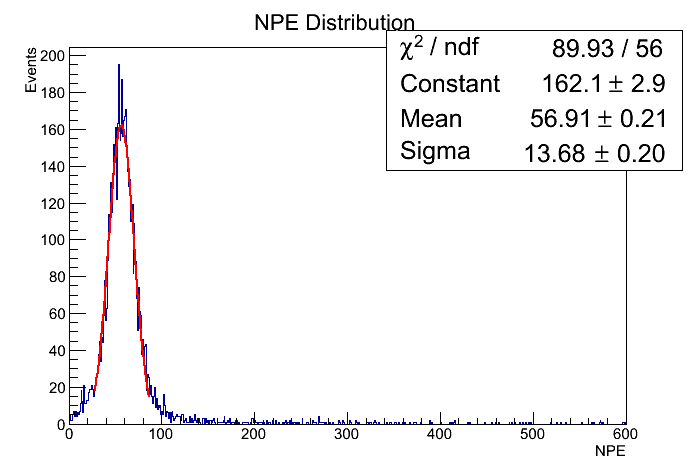 NPE Distribution
χ² / ndf 89.93 / 56
Constant 162.1 ± 2.9
Mean 56.91 ± 0.21
Sigma 13.68 ± 0.20
Events
200
180
160
140
120
100
80
60
40
20
0
0 100 200 300 400 500 600
NPE